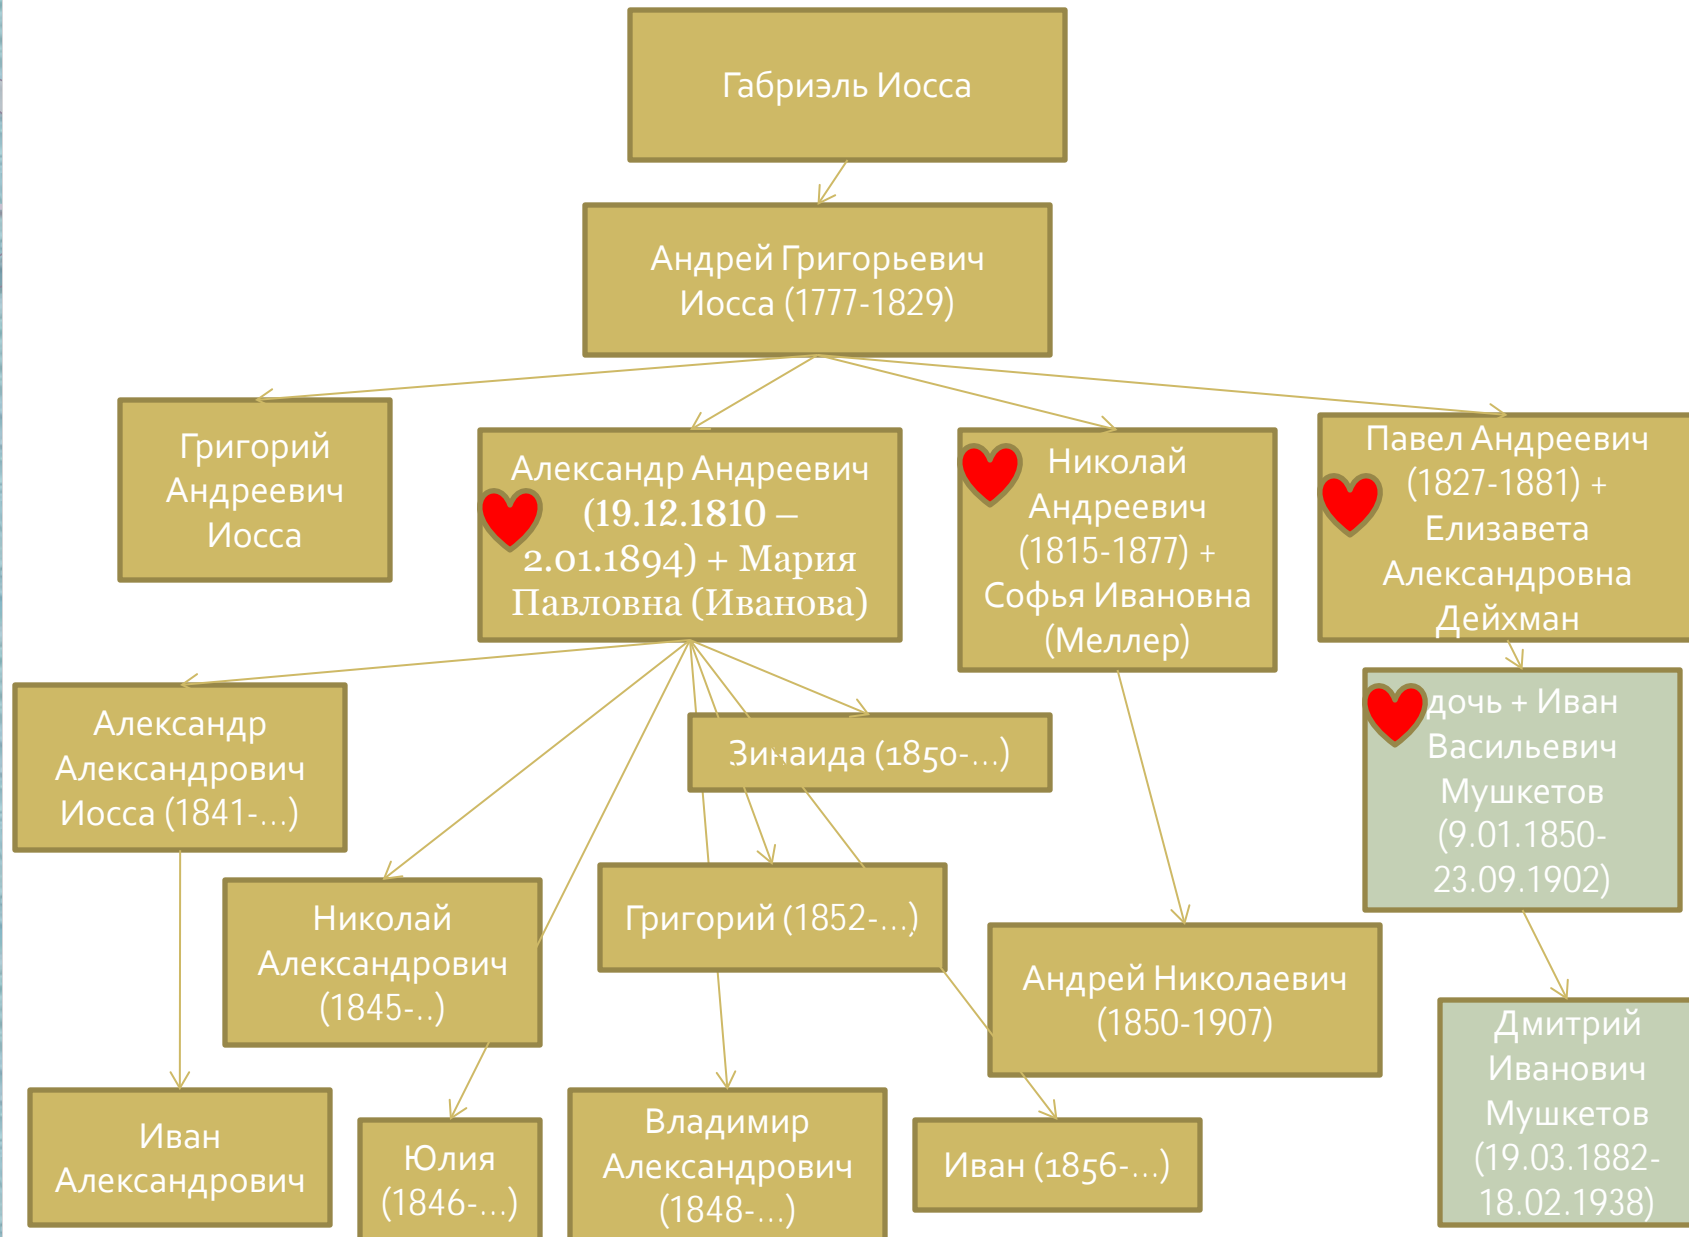 Габриэль Иосса
Андрей Григорьевич
Иосса (1777-1829)
Григорий
Андреевич
Иосса
Александр Андреевич
(19.12.1810 –
2.01.1894) + Мария
Павловна (Иванова)
Николай
Андреевич
(1815-1877) +
Софья Ивановна
(Меллер)
Павел Андреевич
(1827-1881) +
Елизавета
Александровна
Дейхман
Александр
Александрович
Иосса (1841-...)
Зинаида (1850-...)
дочь + Иван
Васильевич
Мушкетов
(9.01.1850-
23.09.1902)
Николай
Александрович
(1845-..)
Григорий (1852-...)
Андрей Николаевич
(1850-1907)
Дмитрий
Иванович
Мушкетов
(19.03.1882-
18.02.1938)
Иван
Александрович
Юлия
(1846-...)
Владимир
Александрович
(1848-...)
Иван (1856-...)